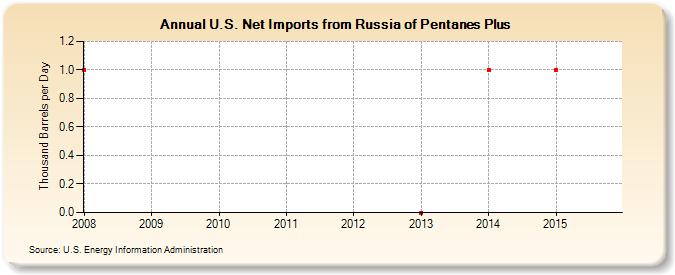 Annual U.S. Net Imports from Russia of Pentanes Plus
Thousand Barrels per Day
1.2
1.0
0.8
0.6
0.4
0.2
0.0
2008 2009 2010 2011 2012 2013 2014 2015
Source: U.S. Energy Information Administration